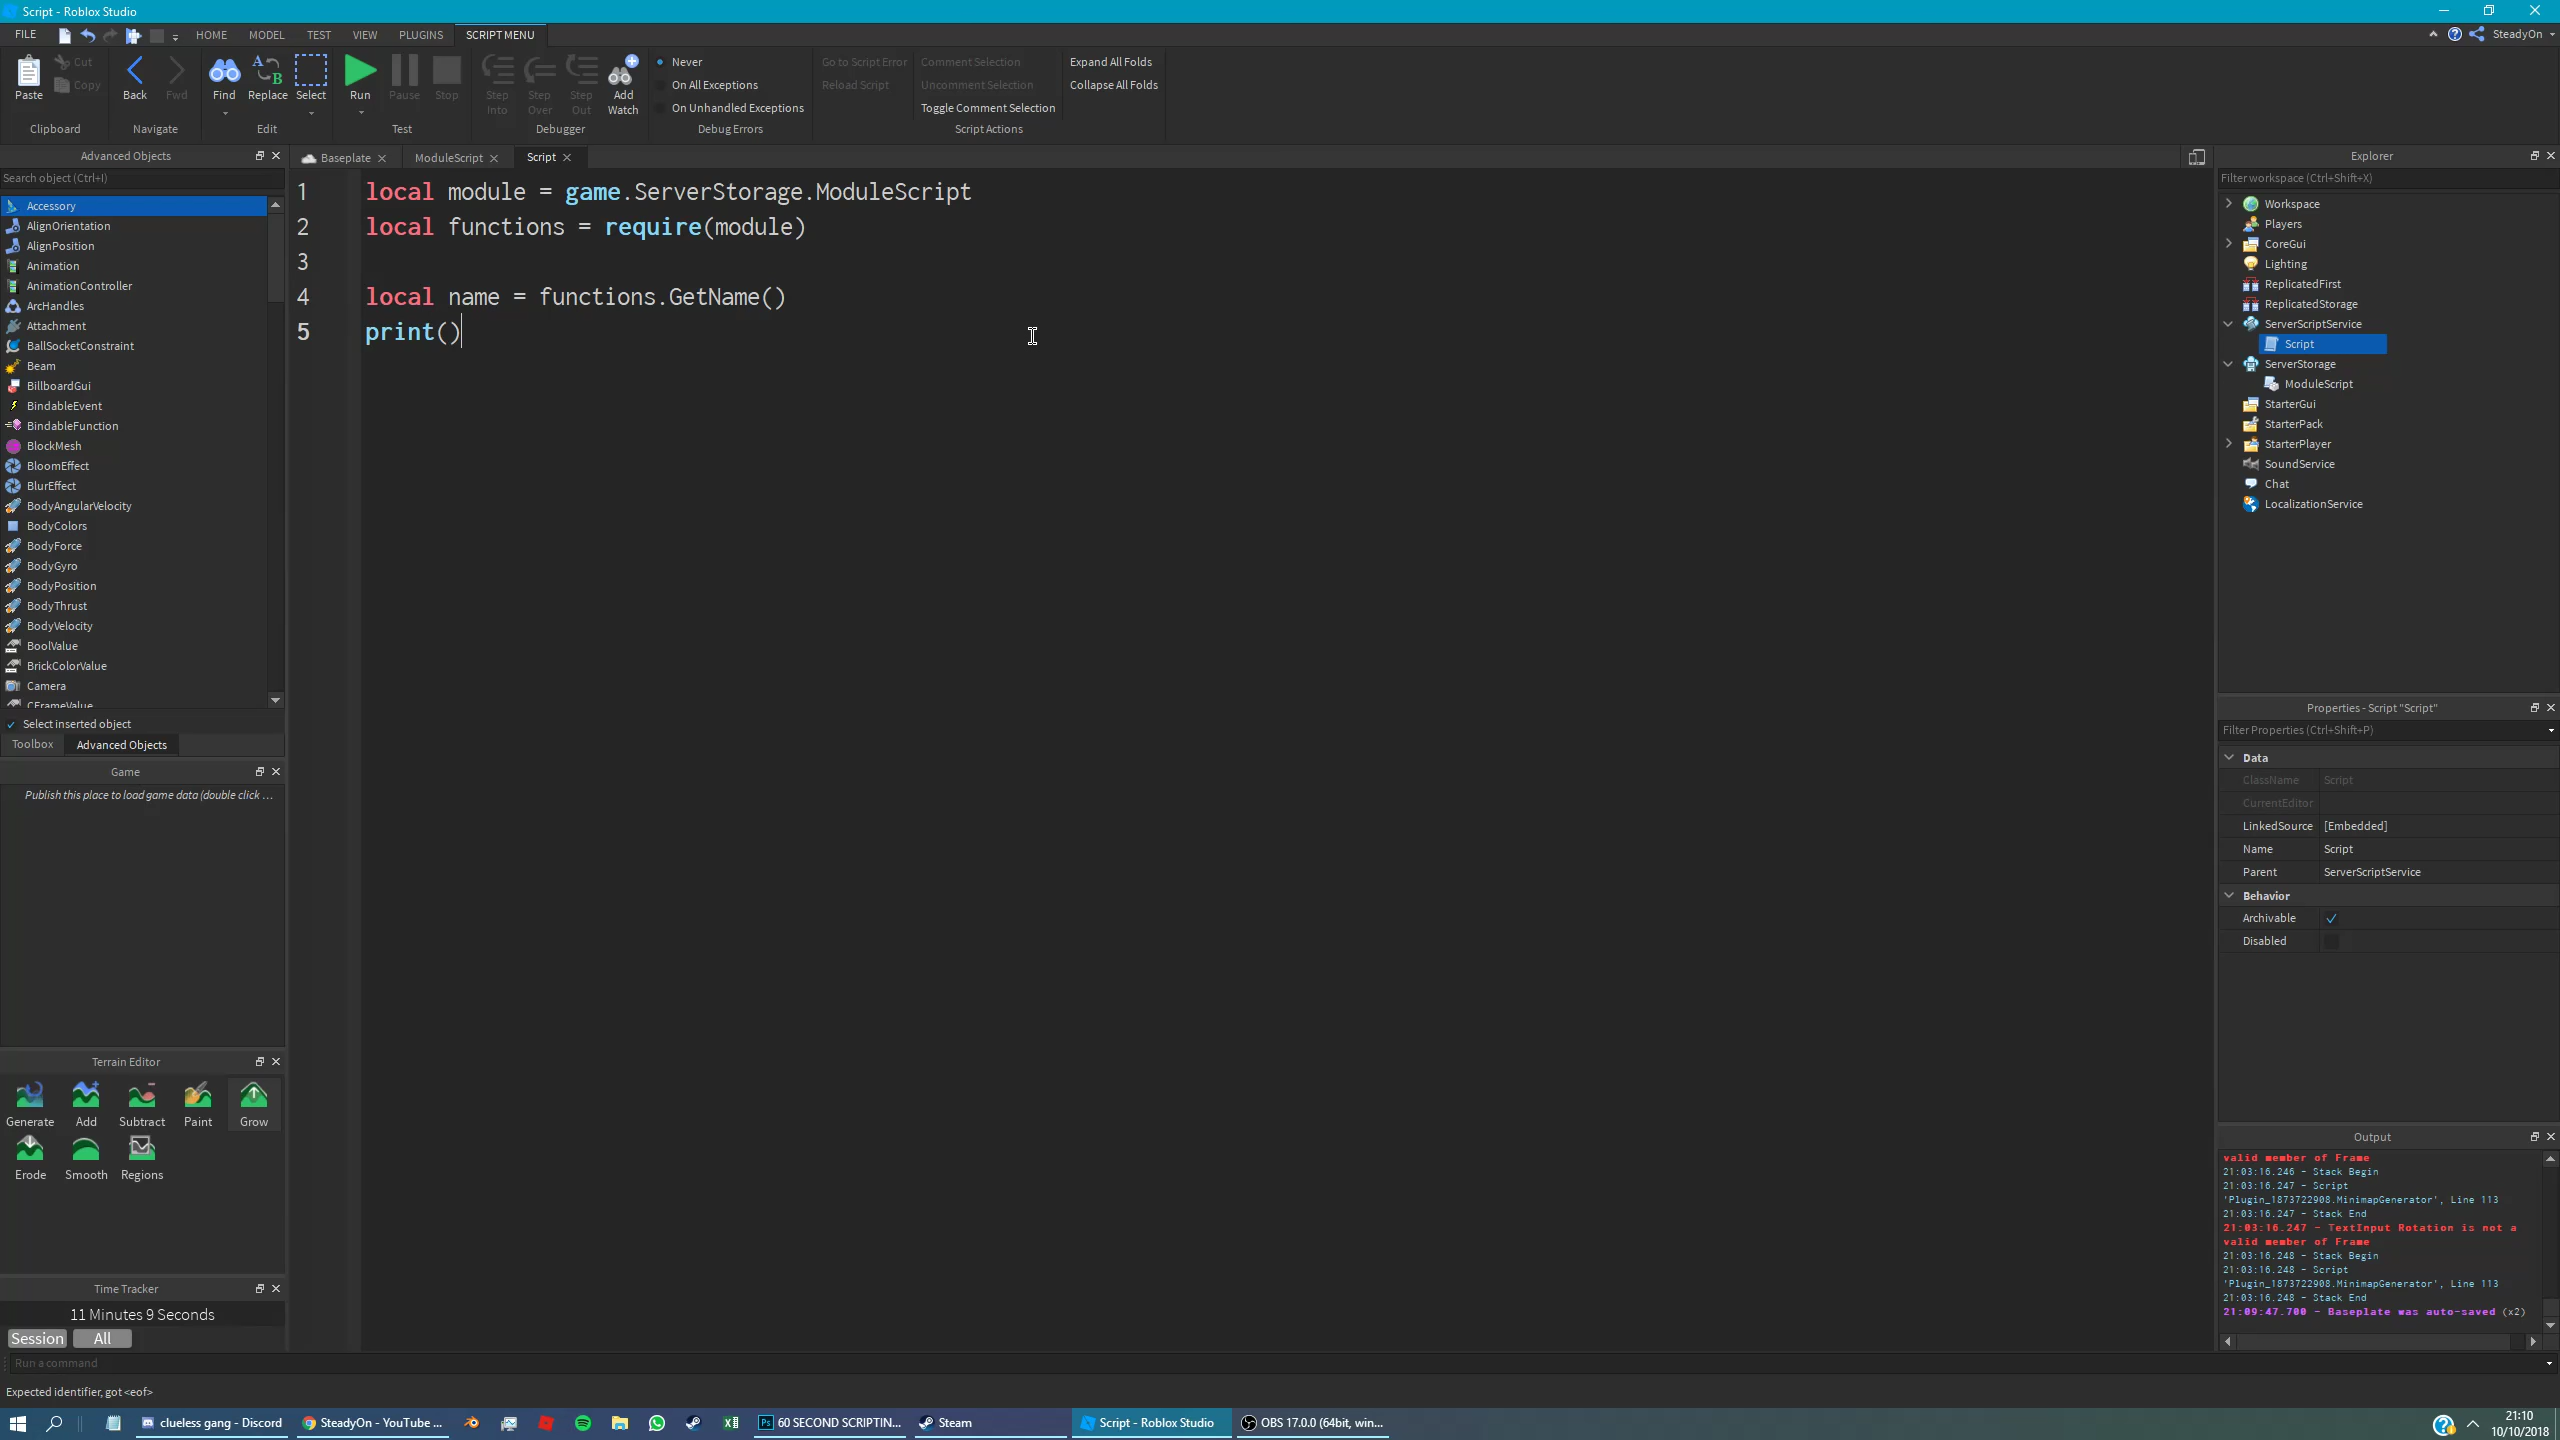 Script - Roblox Studio
FILE HOME MODEL TEST VIEW PLUGINS SCRIPT MENU SteadyOn
Paste Cut Copy Back Fwd Find Replace Select Run Pause Stop Step Into Step Over Step Out Add Watch
Never
On All Exceptions
On Unhandled Exceptions
Go to Script Error
Reload Script
Comment Selection
Uncomment Selection
Toggle Comment Selection
Expand All Folds
Collapse All Folds
Clipboard Navigate Edit Test Debugger Debug Errors Script Actions
Advanced Objects
Search object (Ctrl+I)
Accessory
AlignOrientation
AlignPosition
Animation
AnimationController
ArcHandles
Attachment
BallSocketConstraint
Beam
BillboardGui
BindableEvent
BindableFunction
BlockMesh
BloomEffect
BlurEffect
BodyAngularVelocity
BodyColors
BodyForce
BodyGyro
BodyPosition
BodyThrust
BodyVelocity
BoolValue
BrickColorValue
Camera
CFrameValue
Select inserted object
Toolbox Advanced Objects
Game
Publish this place to load game data (double click ...
Terrain Editor
Generate Add Subtract Paint Grow
Erode Smooth Regions
Time Tracker
11 Minutes 9 Seconds
Session All
Baseplate ModuleScript Script
1 local module = game.ServerStorage.ModuleScript
2 local functions = require(module)
3
4 local name = functions.GetName()
5 print()
Explorer
Filter workspace (Ctrl+Shift+X)
Workspace
Players
CoreGui
Lighting
ReplicatedFirst
ReplicatedStorage
ServerScriptService
Script
ServerStorage
ModuleScript
StarterGui
StarterPack
StarterPlayer
SoundService
Chat
LocalizationService
Properties - Script "Script"
Filter Properties (Ctrl+Shift+P)
Data
ClassName Script
CurrentEditor
LinkedSource [Embedded]
Name Script
Parent ServerScriptService
Behavior
Archivable
Disabled
Output
valid member of Frame
21:03:16.246 - Stack Begin
21:03:16.247 - Script
'Plugin_1873722908.MinimapGenerator', Line 113
21:03:16.247 - Stack End
21:03:16.247 - TextInput Rotation is not a
valid member of Frame
21:03:16.248 - Stack Begin
21:03:16.248 - Script
'Plugin_1873722908.MinimapGenerator', Line 113
21:03:16.248 - Stack End
21:09:47.700 - Baseplate was auto-saved (x2)
Run a command
Expected identifier, got <eof>
clueless gang - Discord SteadyOn - YouTube ... 60 SECOND SCRIPTIN... Steam Script - Roblox Studio OBS 17.0.0 (64bit, win...
21:10
10/10/2018